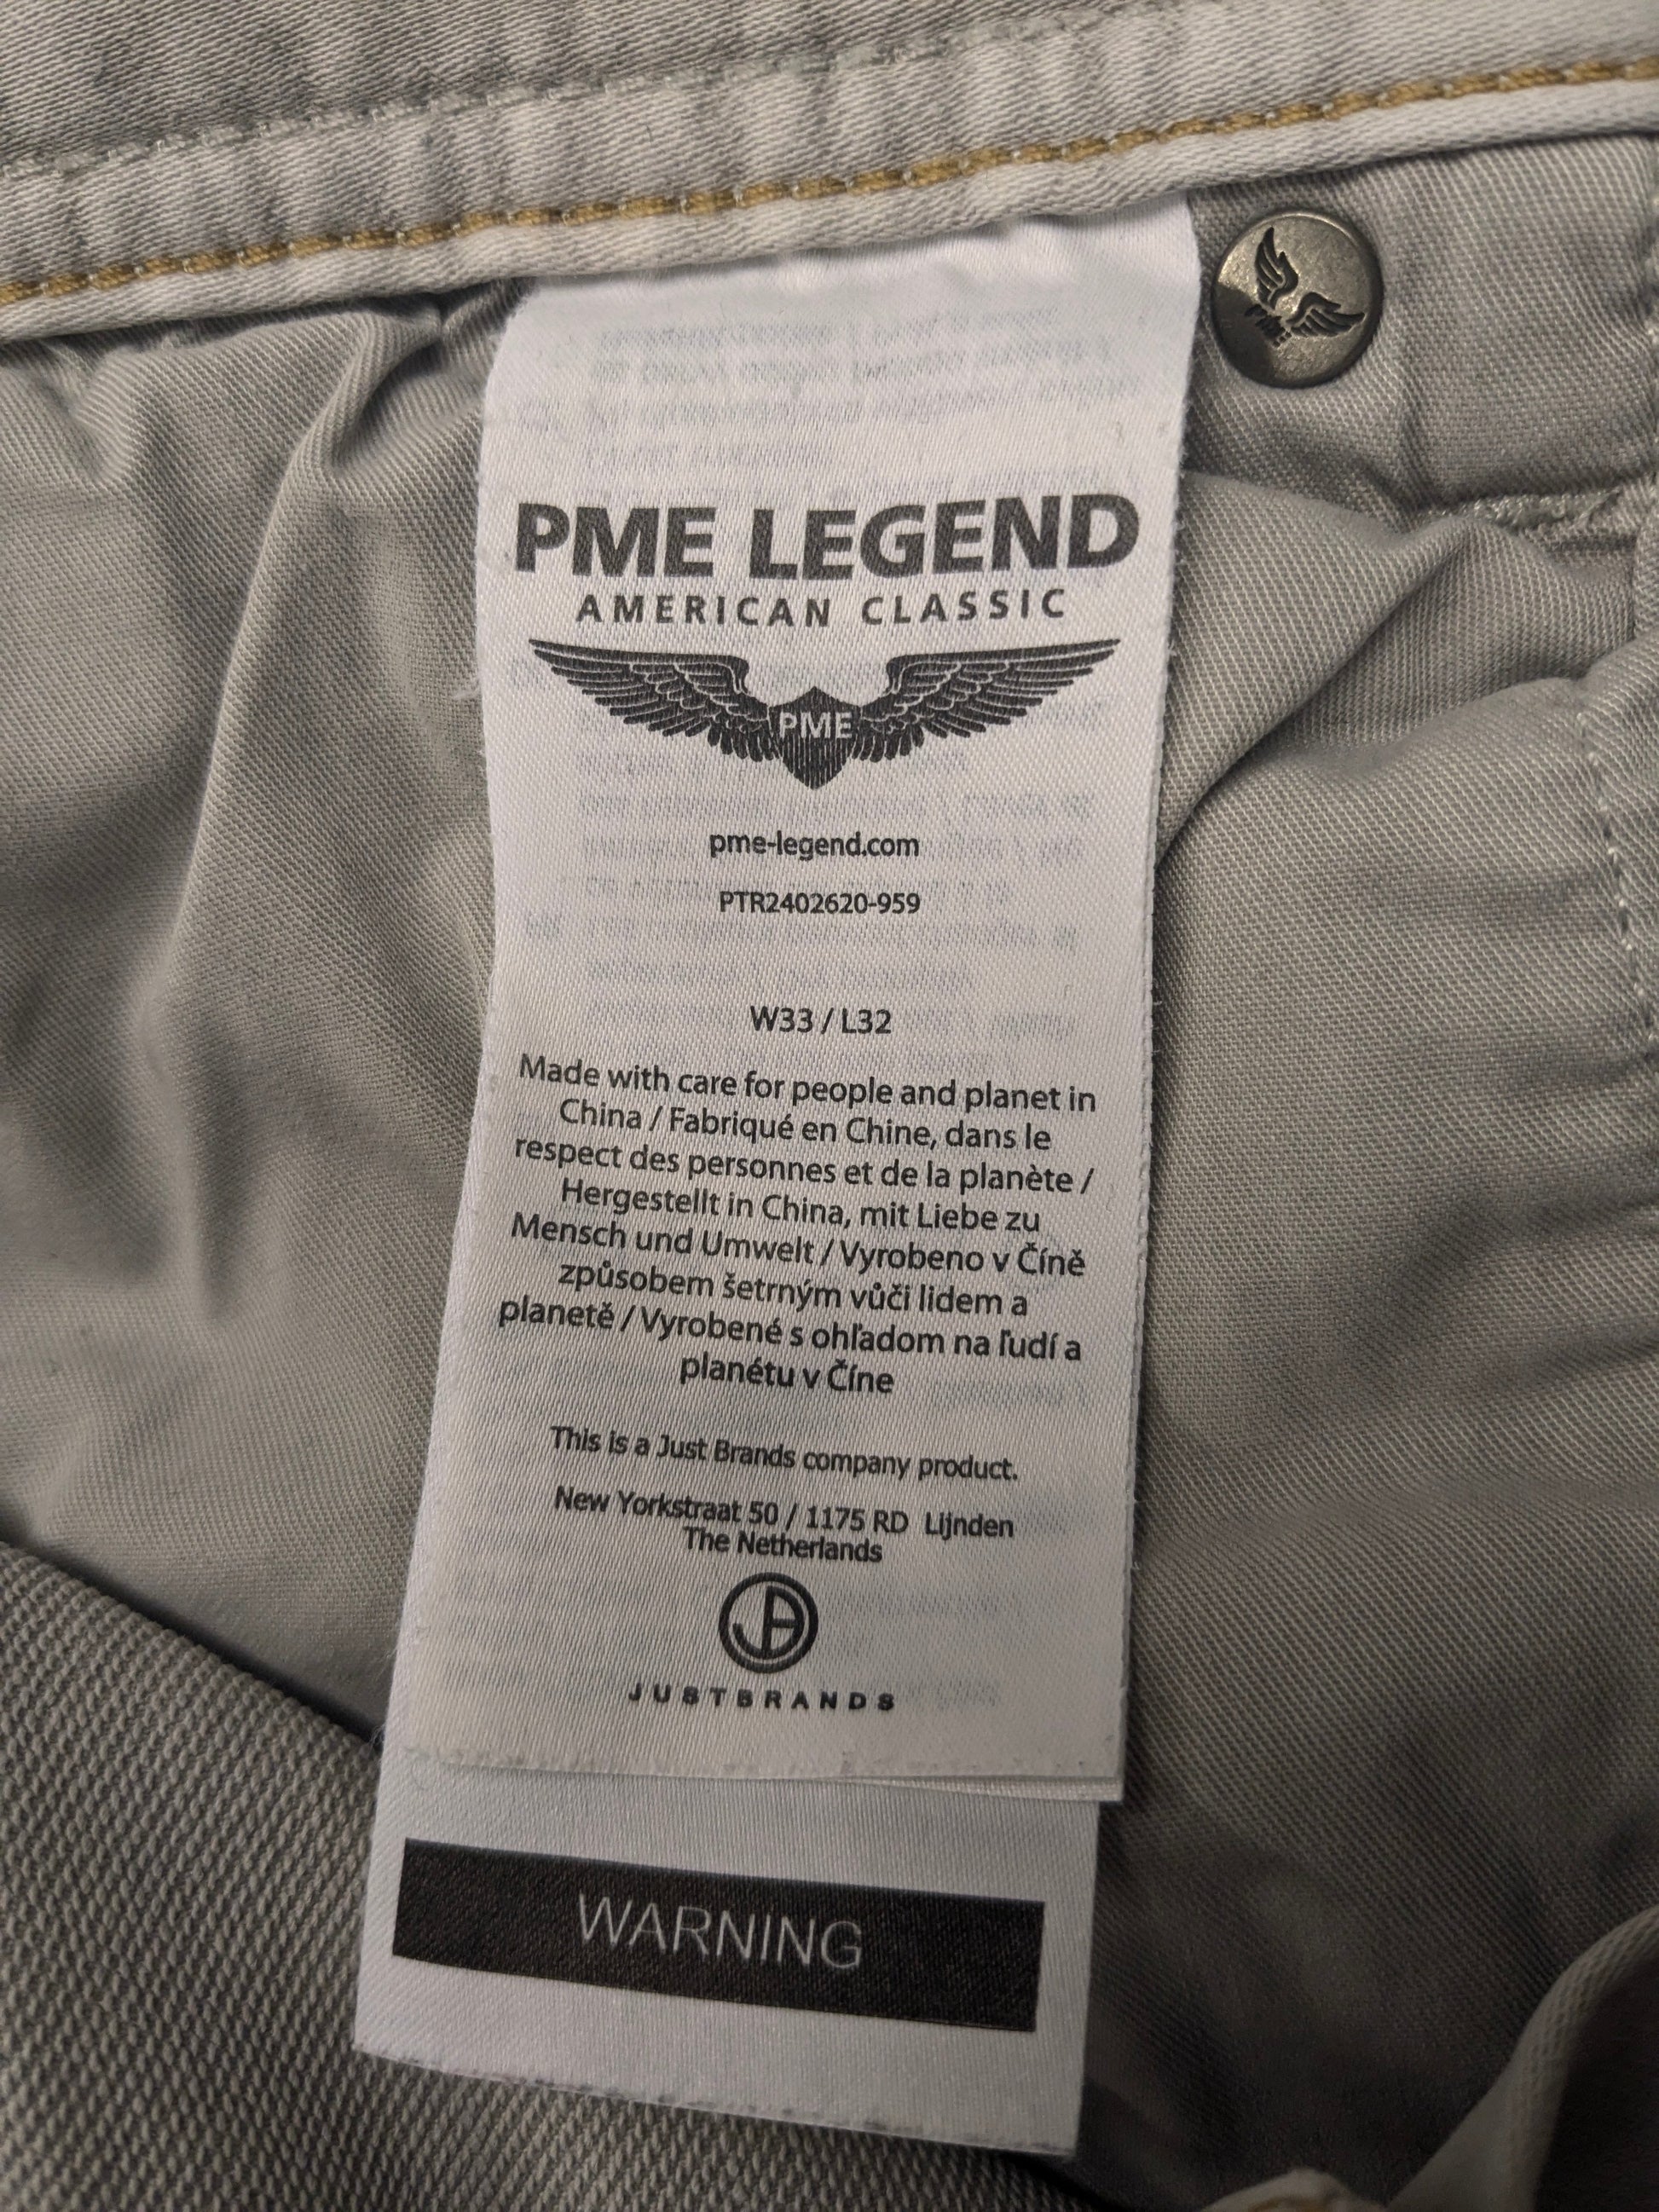 PME LEGEND
AMERICAN CLASSIC
PME
pme-legend.com
PTR2402620-959
W33 / L32
Made with care for people and planet in
China / Fabriqué en Chine, dans le
respect des personnes et de la planète /
Hergestellt in China, mit Liebe zu
Mensch und Umwelt / Vyrobeno v Číně
způsobem šetrným vůči lidem a
planetě / Vyrobené s ohľadom na ľudí a
planétu v Číne
This is a Just Brands company product.
New Yorkstraat 50 / 1175 RD Lijnden
The Netherlands
JUSTBRANDS
WARNING